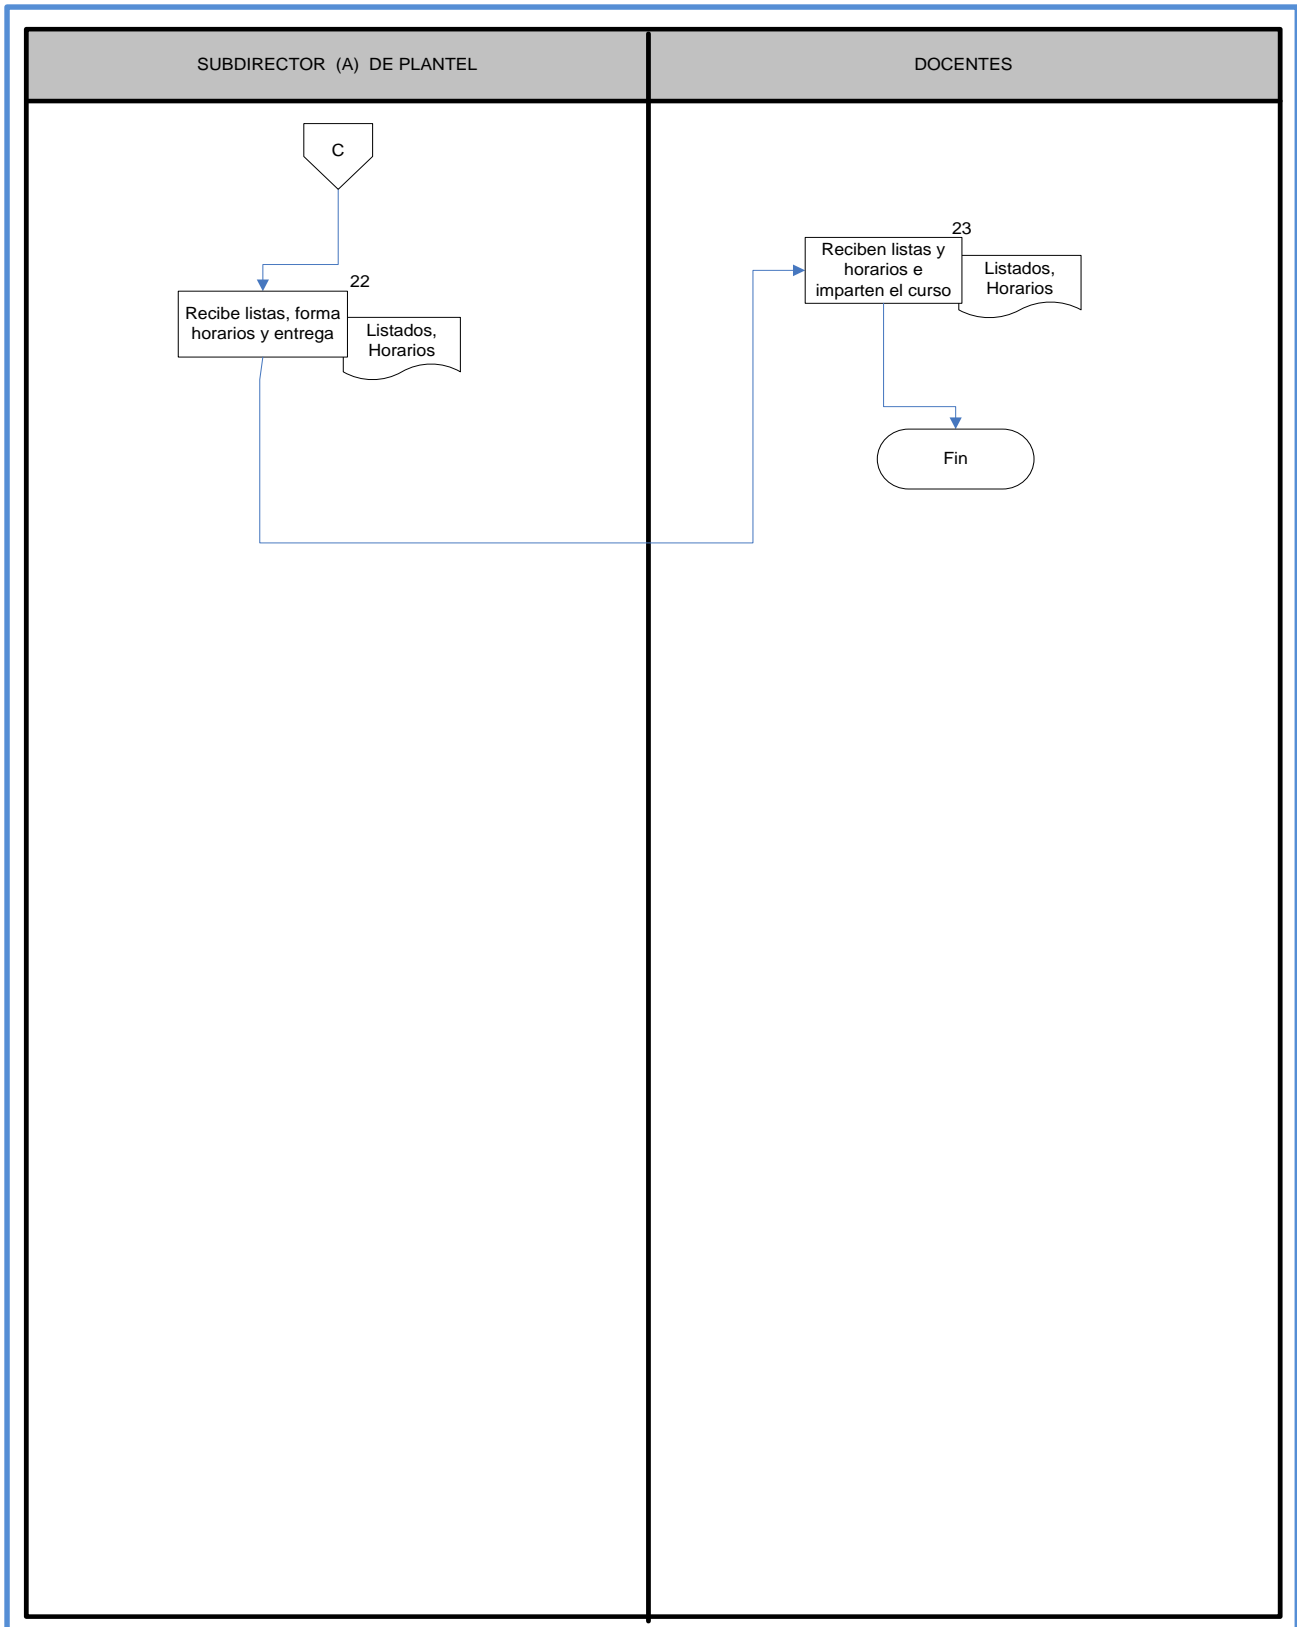 SUBDIRECTOR (A) DE PLANTEL
DOCENTES
C
22
Recibe listas, forma
horarios y entrega
Listados,
Horarios
23
Reciben listas y
horarios e
imparten el curso
Listados,
Horarios
Fin